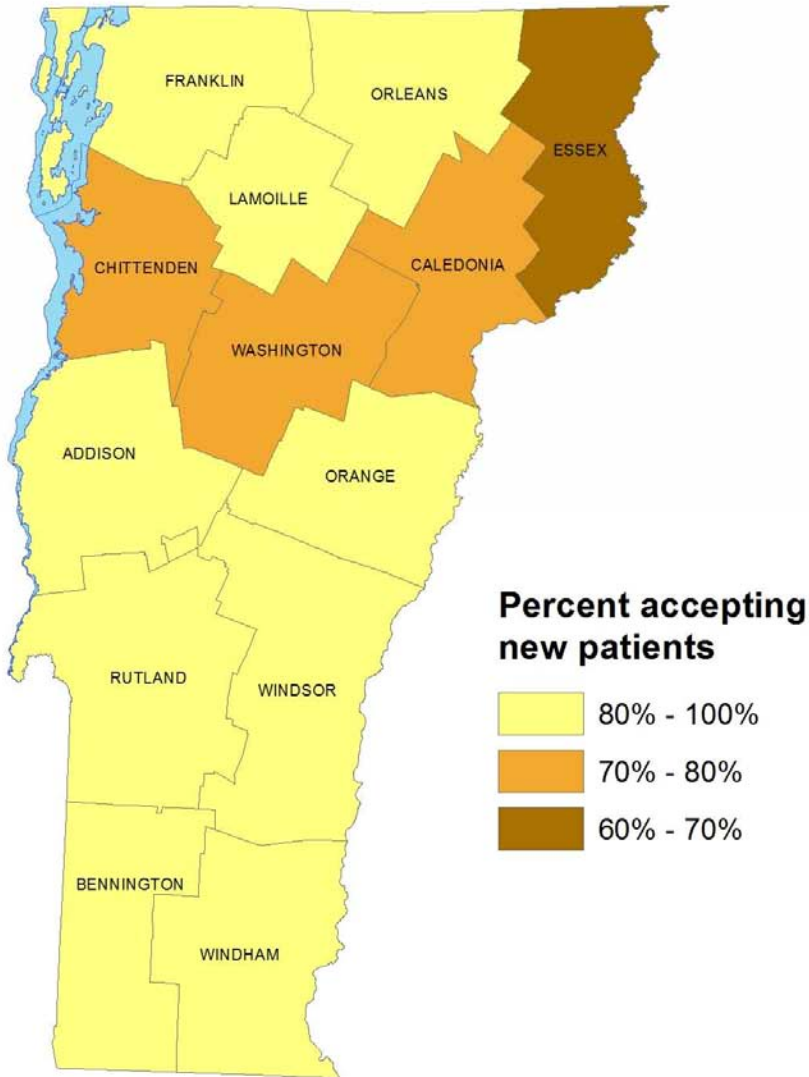 FRANKLIN
ORLEANS
ESSEX
LAMOILLE
CHITTENDEN
CALEDONIA
WASHINGTON
ADDISON
ORANGE
RUTLAND
WINDSOR
BENNINGTON
WINDHAM
Percent accepting
new patients
80% - 100%
70% - 80%
60% - 70%